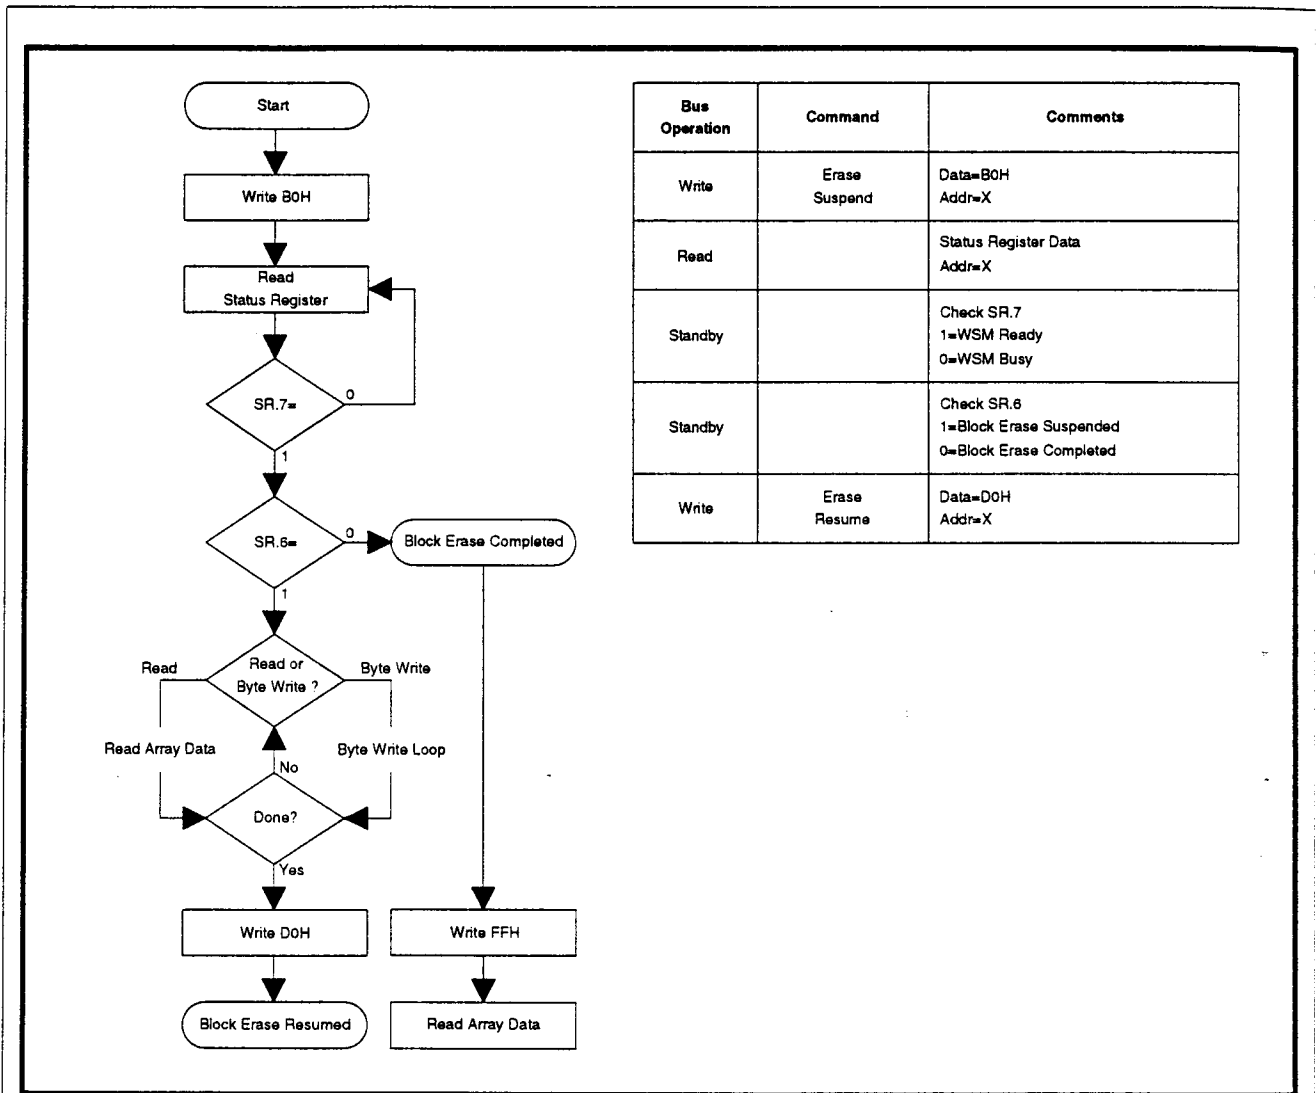 Start
Write B0H
Read
Status Register
SR.7=
0
1
SR.6=
0
Block Erase Completed
1
Read or
Byte Write ?
Read
Byte Write
Read Array Data
Byte Write Loop
No
Done?
Yes
Write D0H
Write FFH
Block Erase Resumed
Read Array Data
Bus
Operation
Command
Comments
Write
Erase
Suspend
Data=B0H
Addr=X
Read
Status Register Data
Addr=X
Standby
Check SR.7
1=WSM Ready
0=WSM Busy
Standby
Check SR.6
1=Block Erase Suspended
0=Block Erase Completed
Write
Erase
Resume
Data=D0H
Addr=X